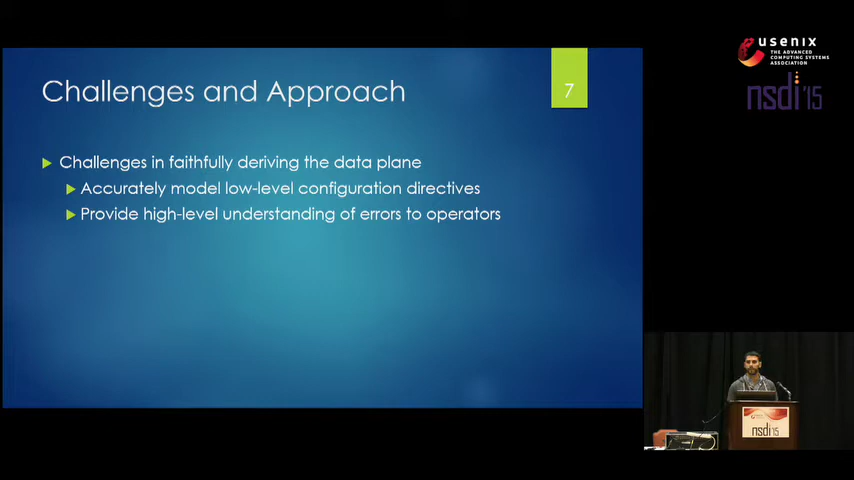 Challenges and Approach
7
Challenges in faithfully deriving the data plane
Accurately model low-level configuration directives
Provide high-level understanding of errors to operators
usenix
THE ADVANCED
COMPUTING SYSTEMS
ASSOCIATION
nsdi '15
nsdi'15